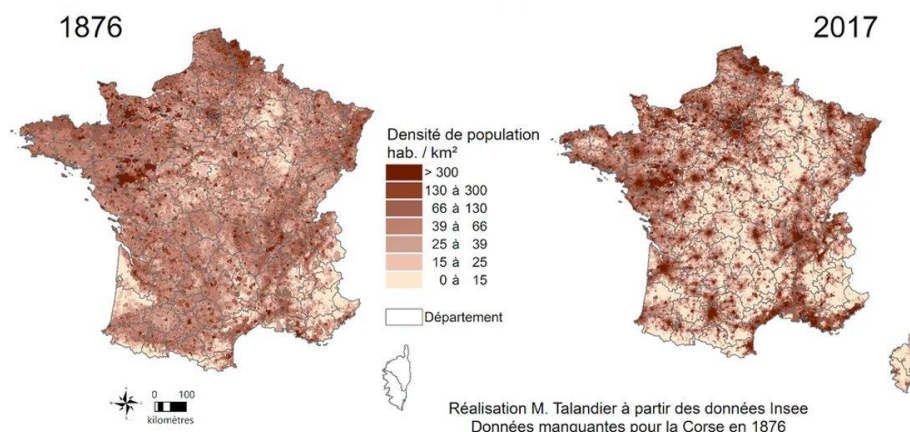 1876
2017
Densité de population
hab. / km²
> 300
130 à 300
66 à 130
39 à 66
25 à 39
15 à 25
0 à 15
Département
0 100
kilomètres
Réalisation M. Talandier à partir des données Insee
Données manquantes pour la Corse en 1876